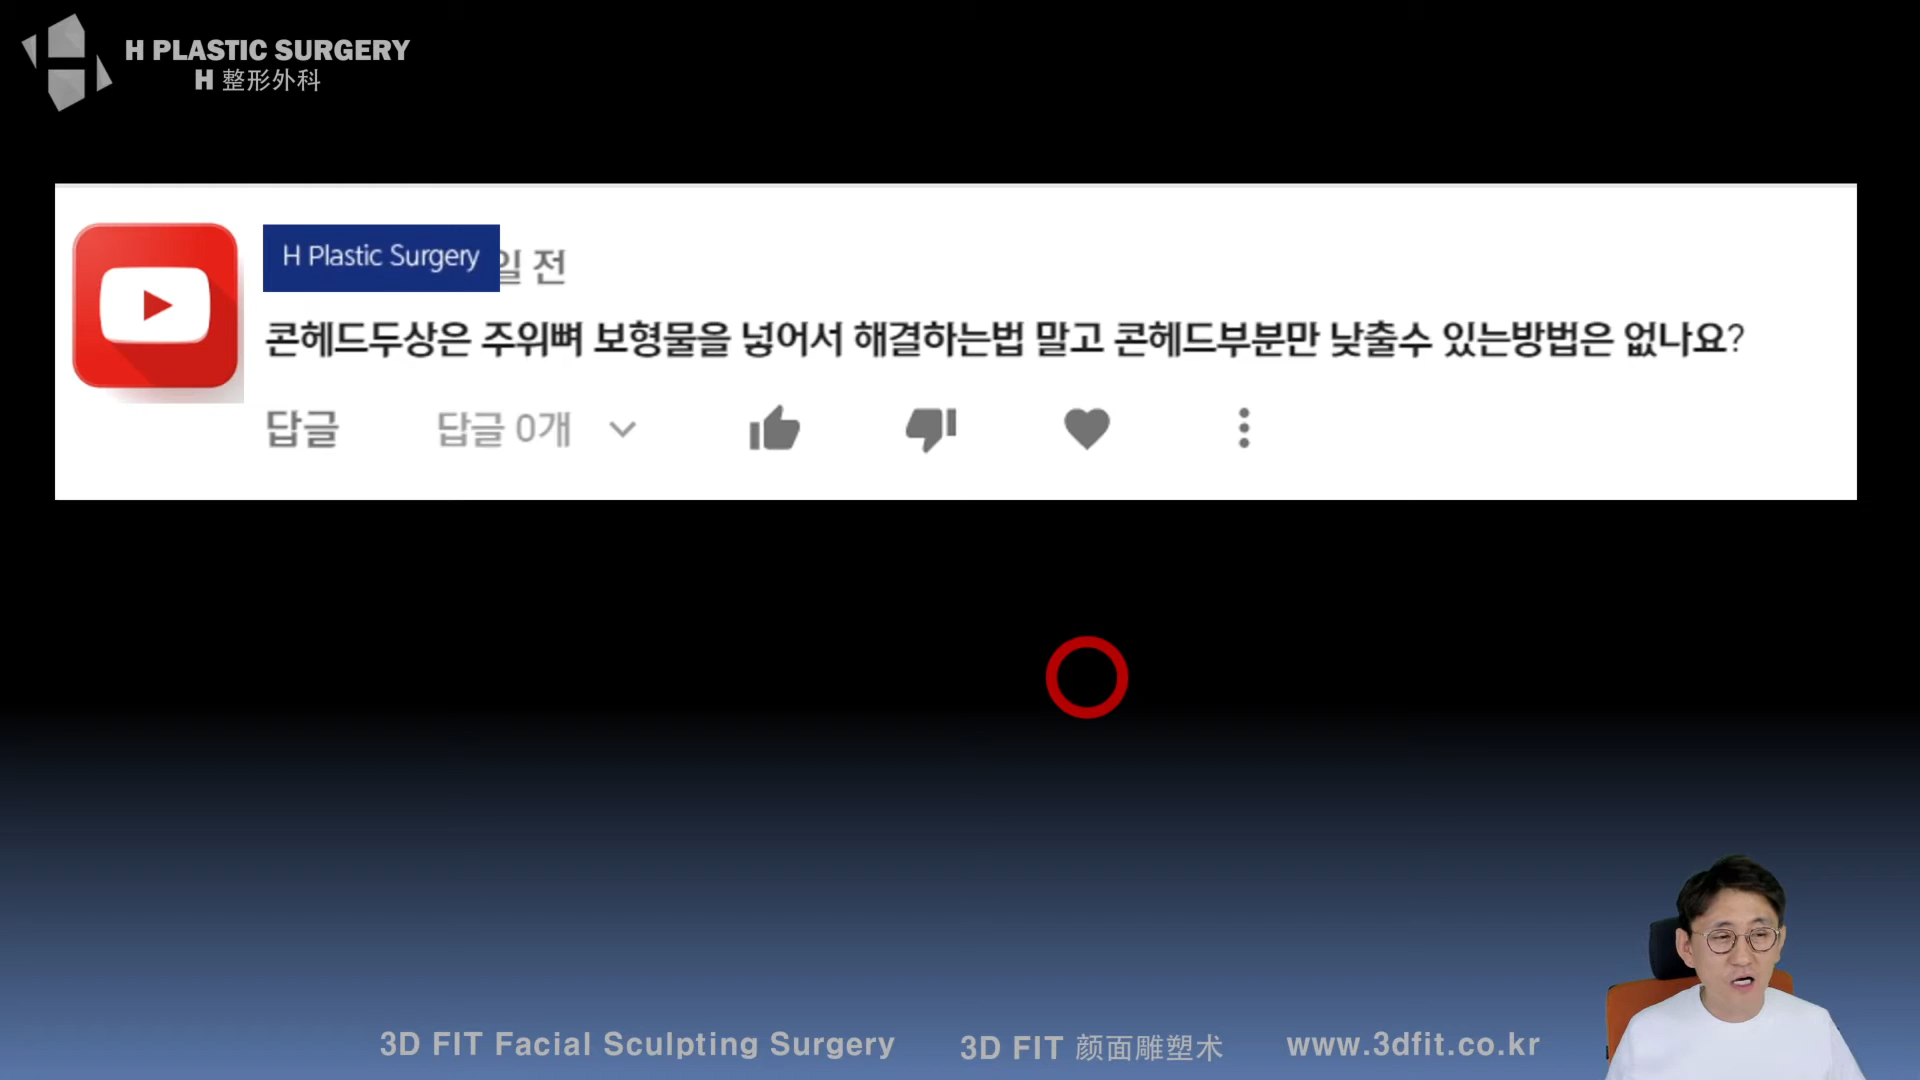 H PLASTIC SURGERY
H 整形外科
H Plastic Surgery 일 전
콘헤드두상은 주위뼈 보형물을 넣어서 해결하는법 말고 콘헤드부분만 낮출수 있는방법은 없나요?
답글 답글 0개
3D FIT Facial Sculpting Surgery 3D FIT 颜面雕塑术 www.3dfit.co.kr